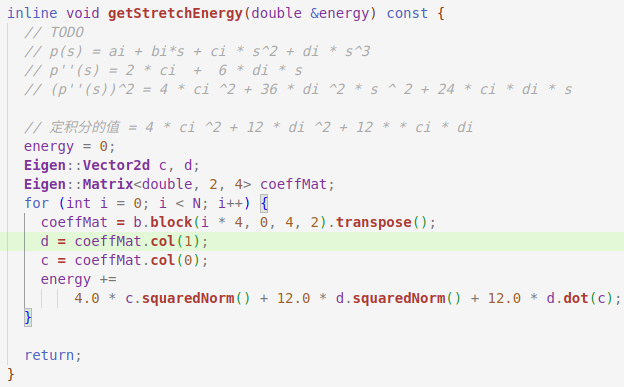 inline void getStretchEnergy(double &energy) const {
// TODO
// p(s) = ai + bi*s + ci * s^2 + di * s^3
// p''(s) = 2 * ci  +  6 * di * s
// (p''(s))^2 = 4 * ci ^2 + 36 * di ^2 * s ^ 2 + 24 * ci * di * s
// 定积分的值 = 4 * ci ^2 + 12 * di ^2 + 12 * * ci * di
energy = 0;
Eigen::Vector2d c, d;
Eigen::Matrix<double, 2, 4> coeffMat;
for (int i = 0; i < N; i++) {
coeffMat = b.block(i * 4, 0, 4, 2).transpose();
d = coeffMat.col(1);
c = coeffMat.col(0);
energy +=
4.0 * c.squaredNorm() + 12.0 * d.squaredNorm() + 12.0 * d.dot(c);
}
return;
}